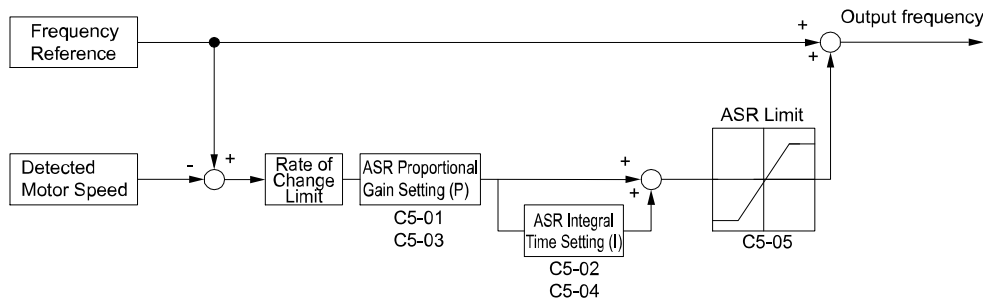 Frequency
Reference
+
+
Output frequency
ASR Limit
Detected
Motor Speed
-
+
Rate of
Change
Limit
ASR Proportional
Gain Setting (P)
C5-01
C5-03
+
+
ASR Integral
Time Setting (I)
C5-02
C5-04
C5-05